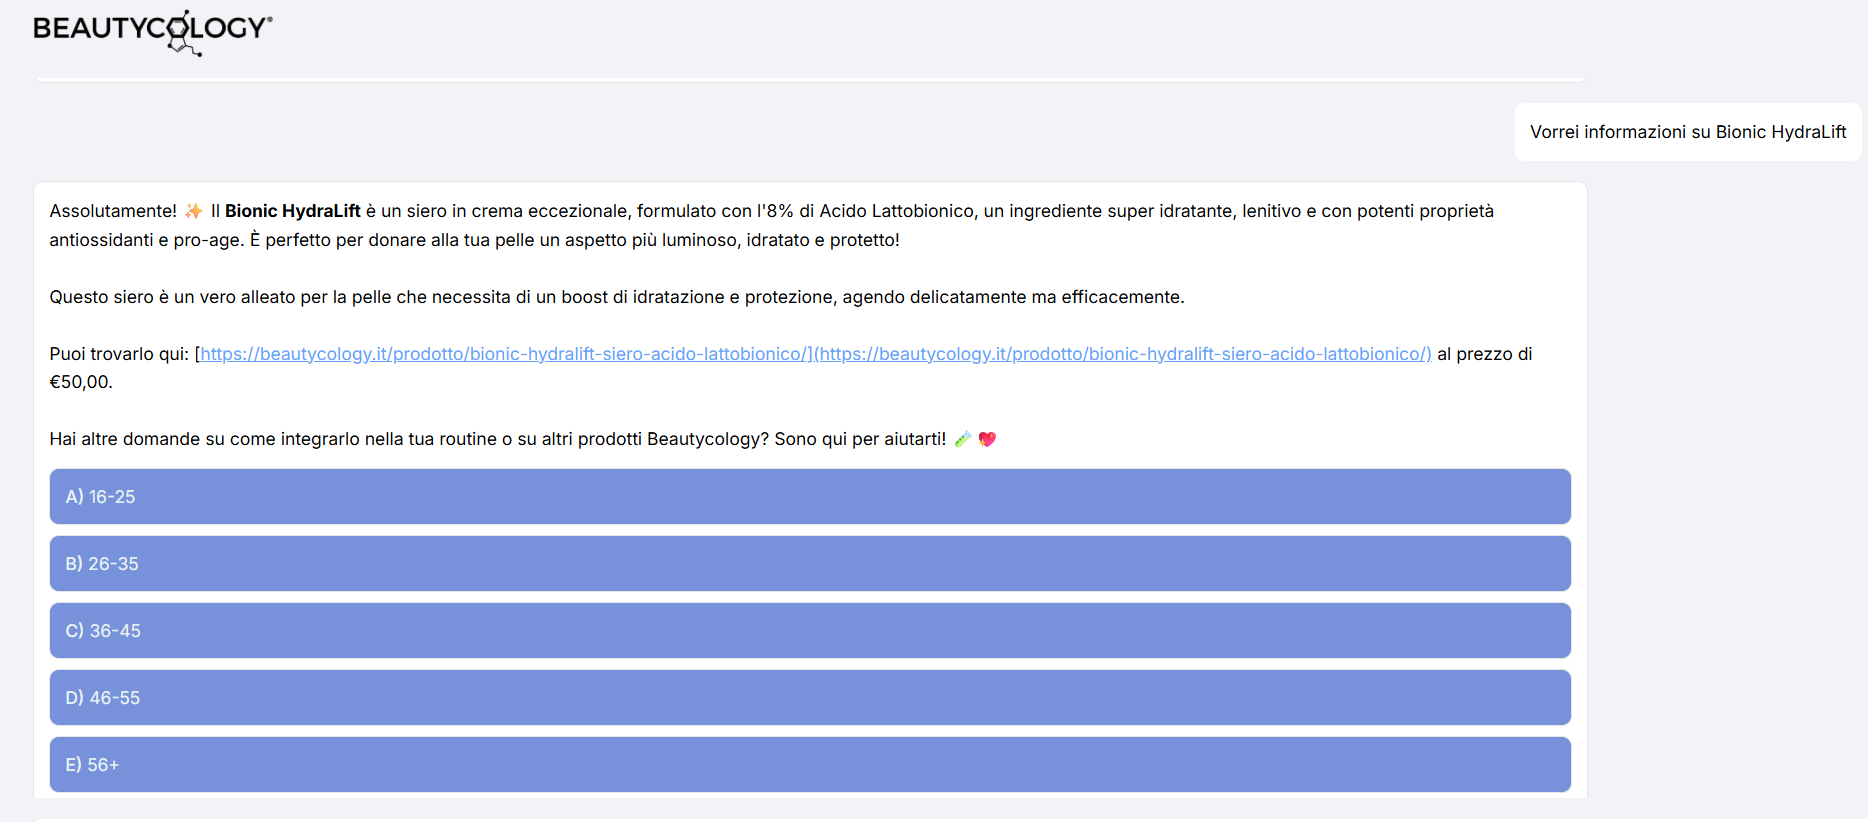 BEAUTYCOLOGY®
Vorrei informazioni su Bionic HydraLift
Assolutamente! ✨ Il Bionic HydraLift è un siero in crema eccezionale, formulato con l'8% di Acido Lattobionico, un ingrediente super idratante, lenitivo e con potenti proprietà
antiossidanti e pro-age. È perfetto per donare alla tua pelle un aspetto più luminoso, idratato e protetto!
Questo siero è un vero alleato per la pelle che necessita di un boost di idratazione e protezione, agendo delicatamente ma efficacemente.
Puoi trovarlo qui: [https://beautycology.it/prodotto/bionic-hydralift-siero-acido-lattobionico/](https://beautycology.it/prodotto/bionic-hydralift-siero-acido-lattobionico/) al prezzo di
€50,00.
Hai altre domande su come integrarlo nella tua routine o su altri prodotti Beautycology? Sono qui per aiutarti! 🧪 💖
A) 16-25
B) 26-35
C) 36-45
D) 46-55
E) 56+